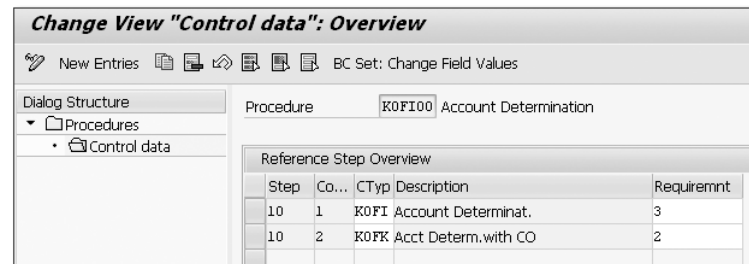 Change View "Control data": Overview
New Entries BC Set: Change Field Values
Dialog Structure
Procedures
Control data
Procedure KOFI00 Account Determination
Reference Step Overview
Step Co... CTyp Description Requiremnt
10 1 KOFI Account Determinat. 3
10 2 KOFK Acct Determ.with CO 2